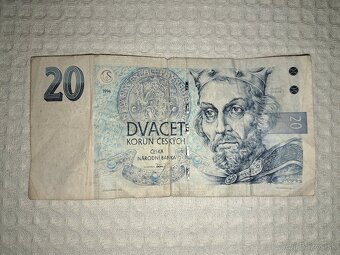 20
1994
DVACET
KORUN ČESKÝCH
ČESKÁ
NÁRODNÍ BANKA
20